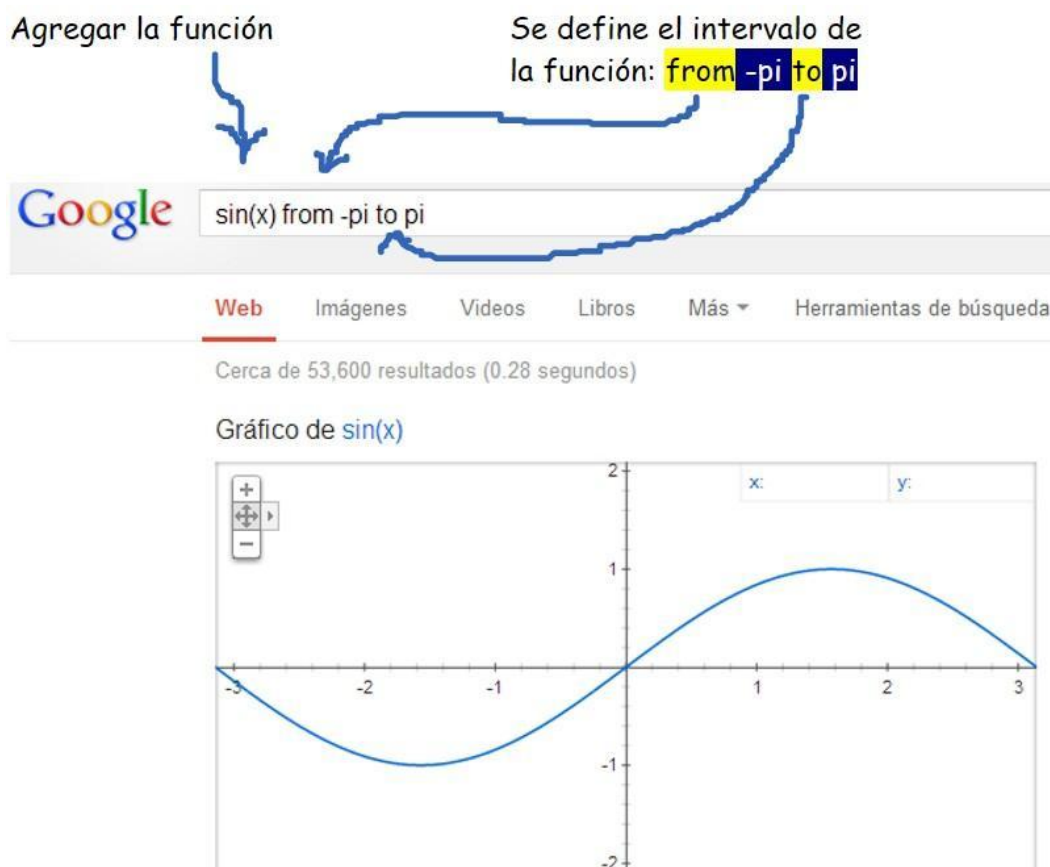 Agregar la función
Se define el intervalo de
la función: from -pi to pi
Google
sin(x) from -pi to pi
Web Imágenes Videos Libros Más Herramientas de búsqueda
Cerca de 53,600 resultados (0.28 segundos)
Gráfico de sin(x)
2
x: y:
1
-3 -2 -1 1 2 3
-1
-2